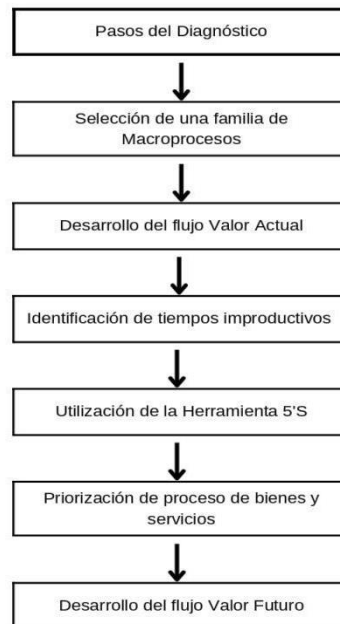 Pasos del Diagnóstico
Selección de una familia de
Macroprocesos
Desarrollo del flujo Valor Actual
Identificación de tiempos improductivos
Utilización de la Herramienta 5'S
Priorización de proceso de bienes y
servicios
Desarrollo del flujo Valor Futuro